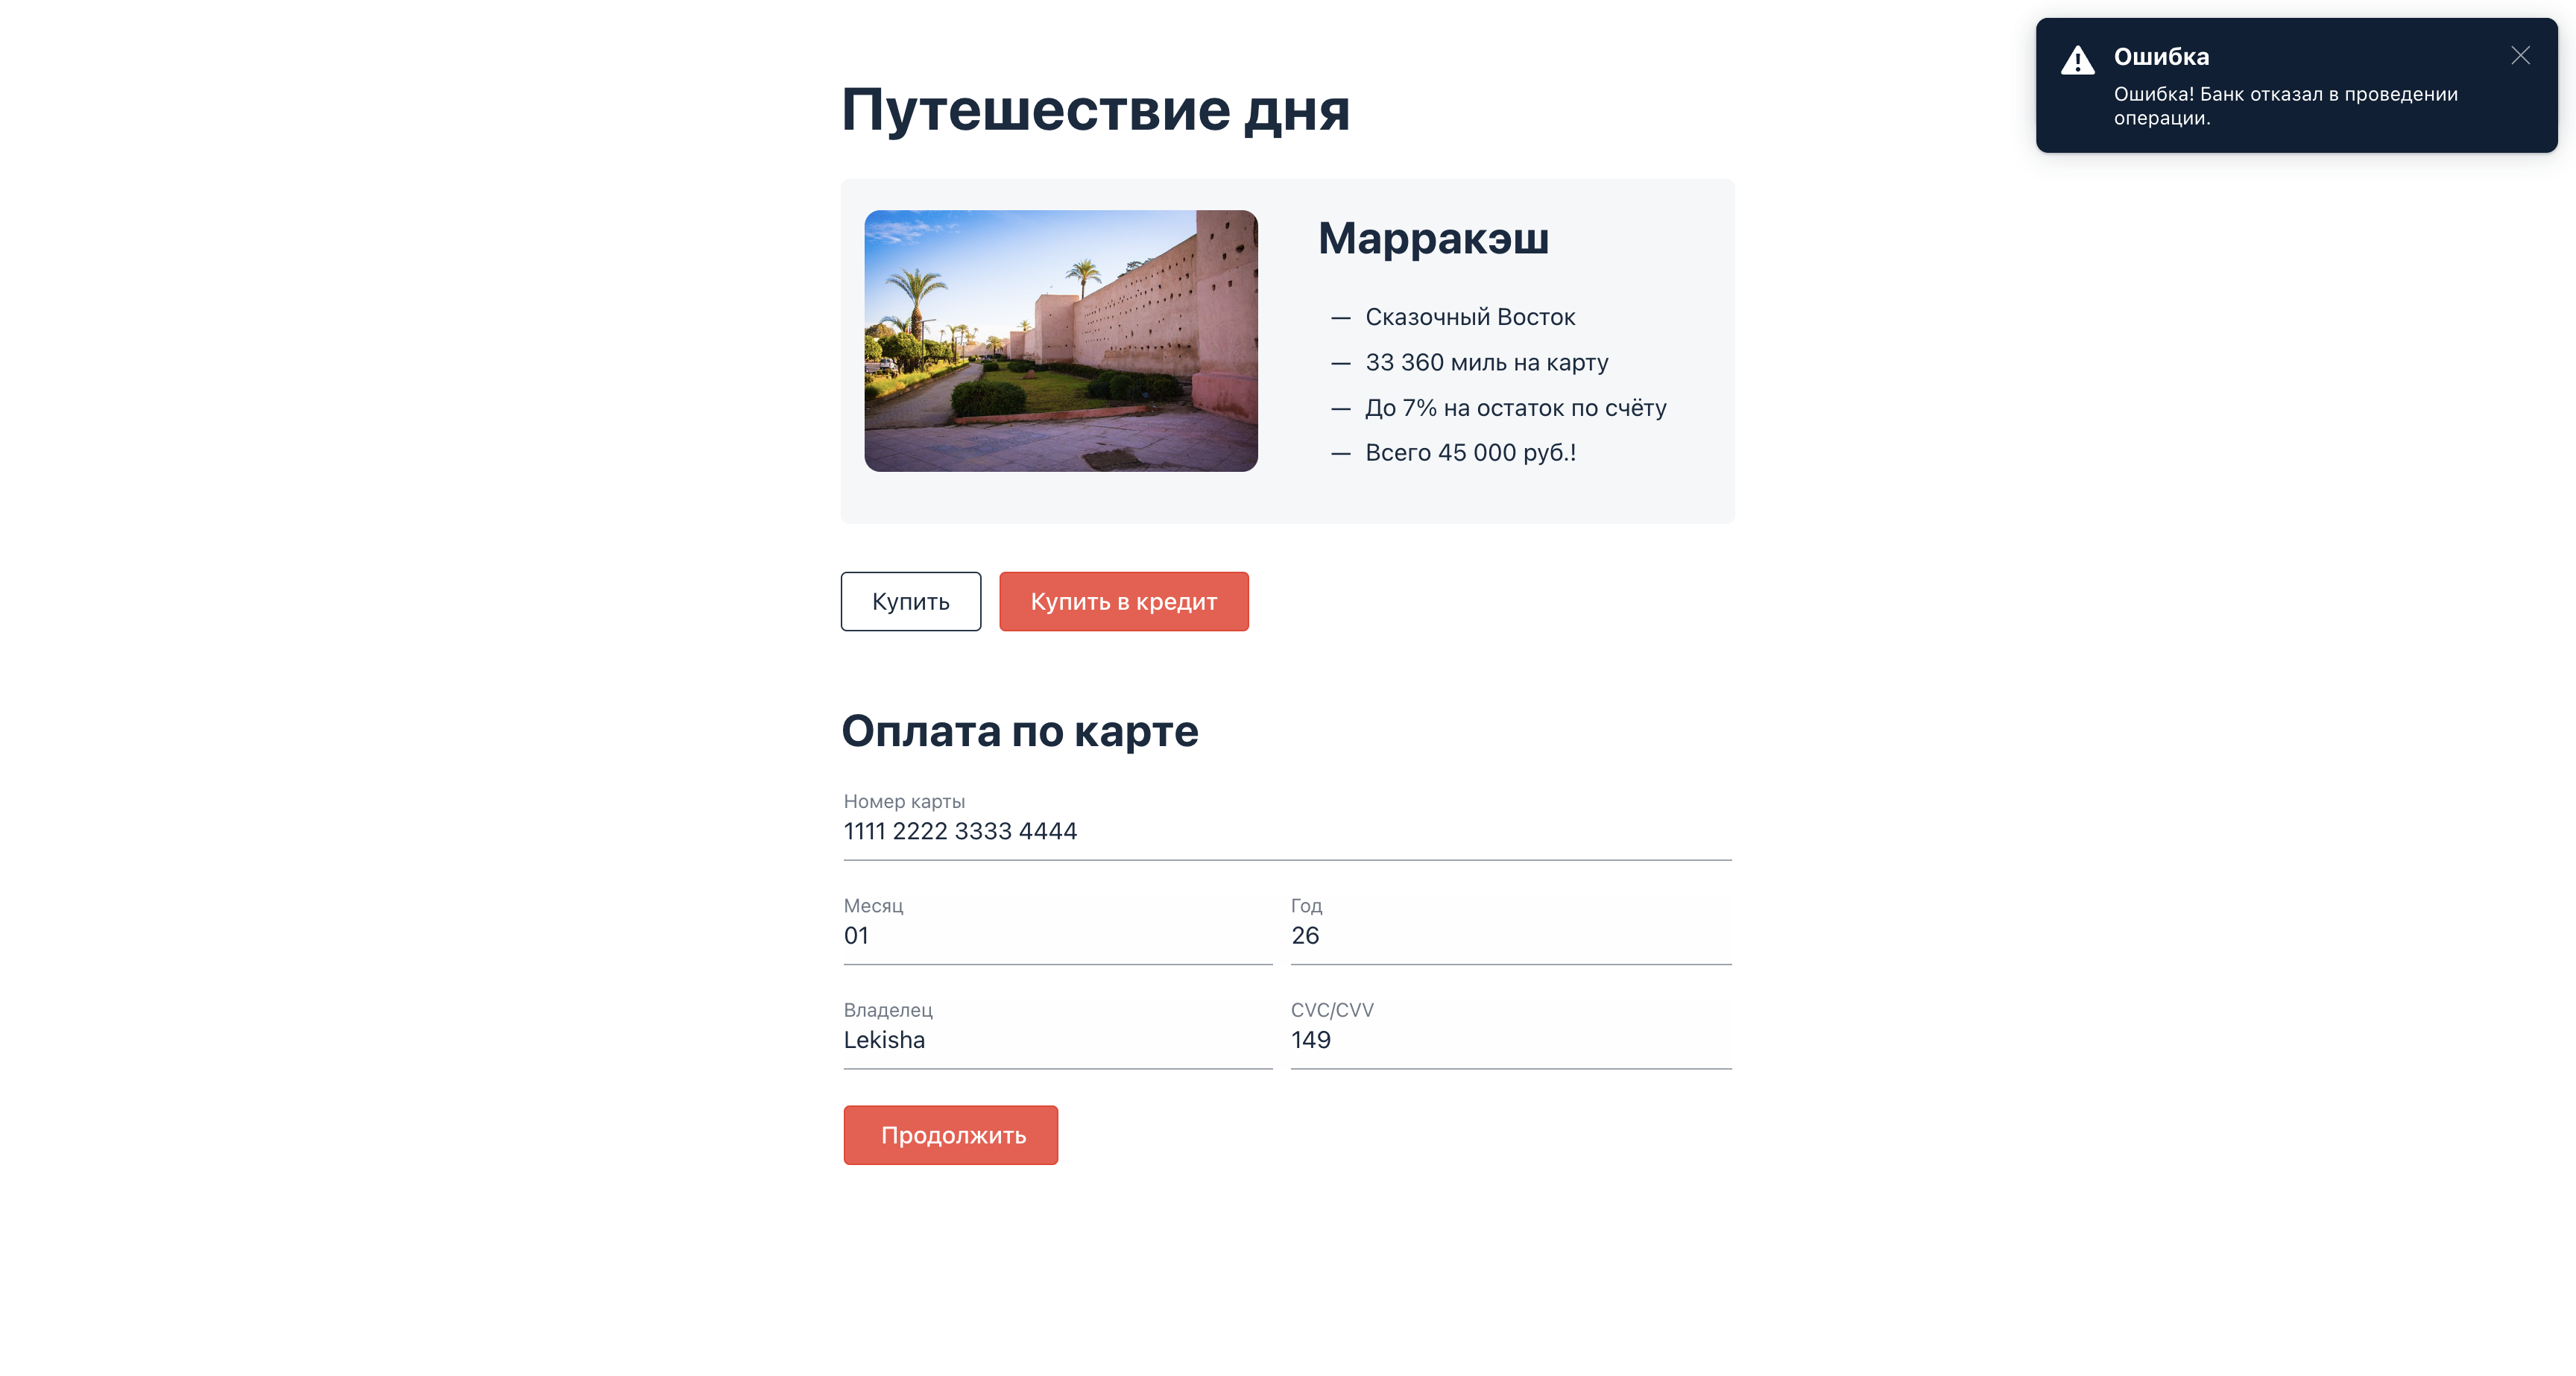 Ошибка
Ошибка! Банк отказал в проведении
операции.
Путешествие дня
Марракэш
— Сказочный Восток
— 33 360 миль на карту
— До 7% на остаток по счёту
— Всего 45 000 руб.!
Купить
Купить в кредит
Оплата по карте
Номер карты
1111 2222 3333 4444
Месяц
01
Год
26
Владелец
Lekisha
CVC/CVV
149
Продолжить